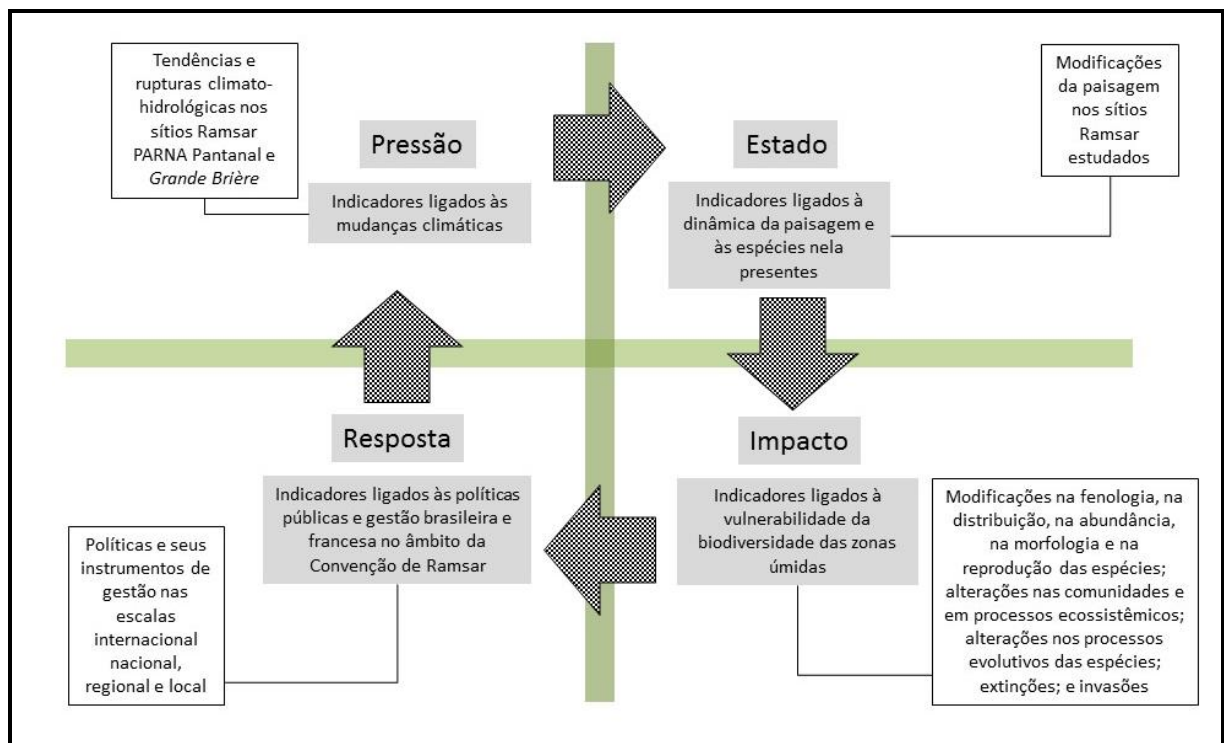 Tendências e
rupturas climato-
hidrológicas nos
sítios Ramsar
PARNA Pantanal e
Grande Brière
Pressão
Indicadores ligados às
mudanças climáticas
Estado
Indicadores ligados à
dinâmica da paisagem e
às espécies nela
presentes
Modificações
da paisagem
nos sítios
Ramsar
estudados
Resposta
Indicadores ligados às políticas
públicas e gestão brasileira e
francesa no âmbito da
Convenção de Ramsar
Políticas e seus
instrumentos de
gestão nas
escalas
internacional
nacional,
regional e local
Impacto
Indicadores ligados à
vulnerabilidade da
biodiversidade das zonas
úmidas
Modificações na fenologia, na
distribuição, na abundância,
na morfologia e na
reprodução das espécies;
alterações nas comunidades e
em processos ecossistêmicos;
alterações nos processos
evolutivos das espécies;
extinções; e invasões